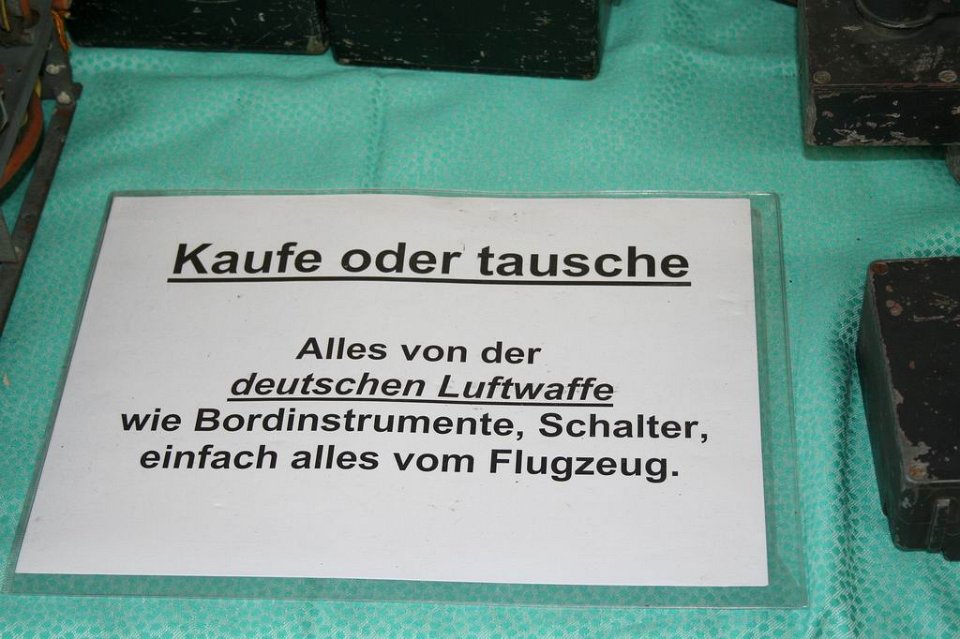 Kaufe oder tausche
Alles von der
deutschen Luftwaffe
wie Bordinstrumente, Schalter,
einfach alles vom Flugzeug.